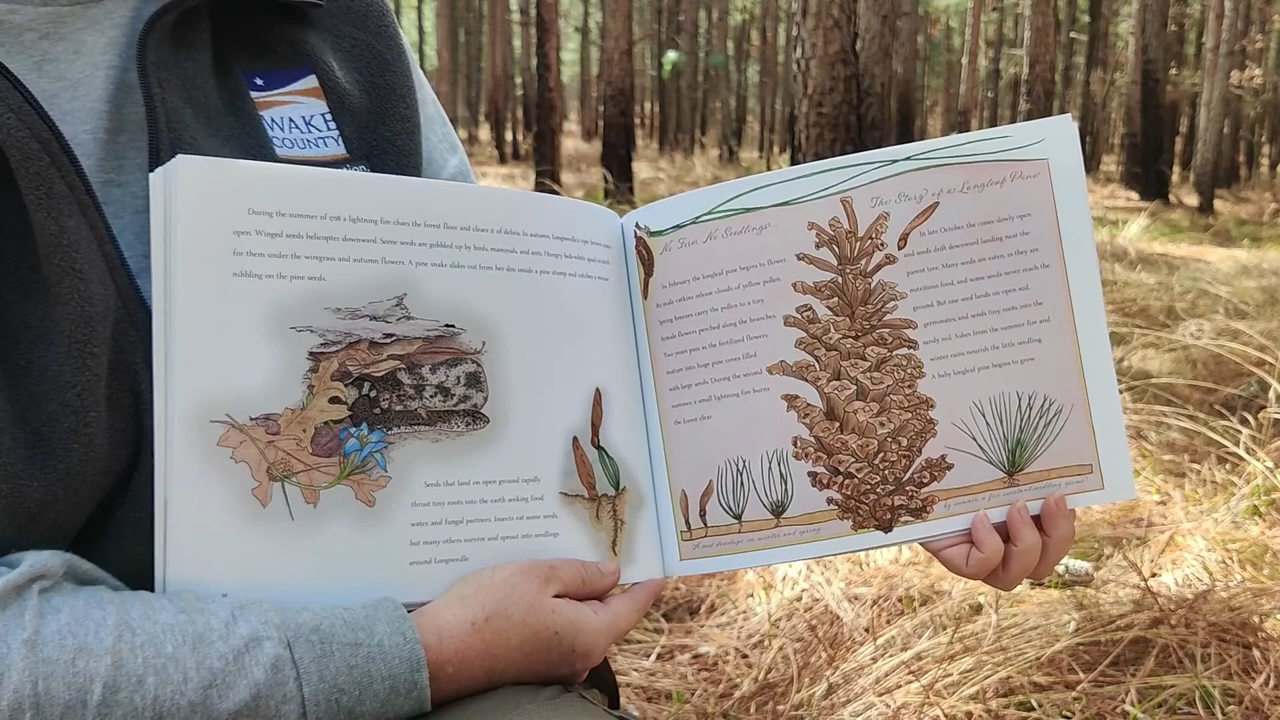 WAKE
COUNTY
During the summer of 1728 a lightning fire chars the forest floor and clears it of debris. In autumn, Longneedle's ripe brown cones
open. Winged seeds helicopter downward. Some seeds are gobbled up by birds, mammals, and ants. Hungry bob-white quail scratch
for them under the wiregrass and autumn flowers. A pine snake slides out from her den inside a pine stump and catches a mouse
nibbling on the pine seeds.
Seeds that land on open ground rapidly
thrust tiny roots into the earth seeking food,
water, and fungal partners. Insects eat some seeds,
but many others survive and sprout into seedlings
around Longneedle.
The Story of a Longleaf Pine
No Fire, No Seedlings
In February the longleaf pine begins to flower.
Its male catkins release clouds of yellow pollen.
Spring breezes carry the pollen to a tiny
female flowers perched along the branches.
Two years pass as the fertilized flowers
mature into huge pine cones filled
with large seeds. During the second
summer, a small lightning fire burns
the forest clear.
In late October, the cones slowly open
and seeds drift downward landing near the
parent tree. Many seeds are eaten, as they are
nutritious food, and some seeds never reach the
ground. But one seed lands on open soil,
germinates, and sends tiny roots into the
sandy soil. Ashes from the summer fire and
winter rains nourish the little seedling.
A baby longleaf pine begins to grow.
A seed develops in winter and spring
by summer a fire resistant seedling grows